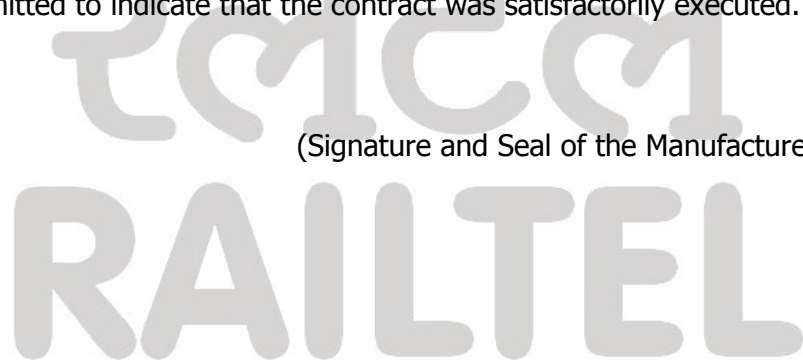 mitted to indicate that the contract was satisfactorily executed.
(Signature and Seal of the Manufacture
RAILTEL